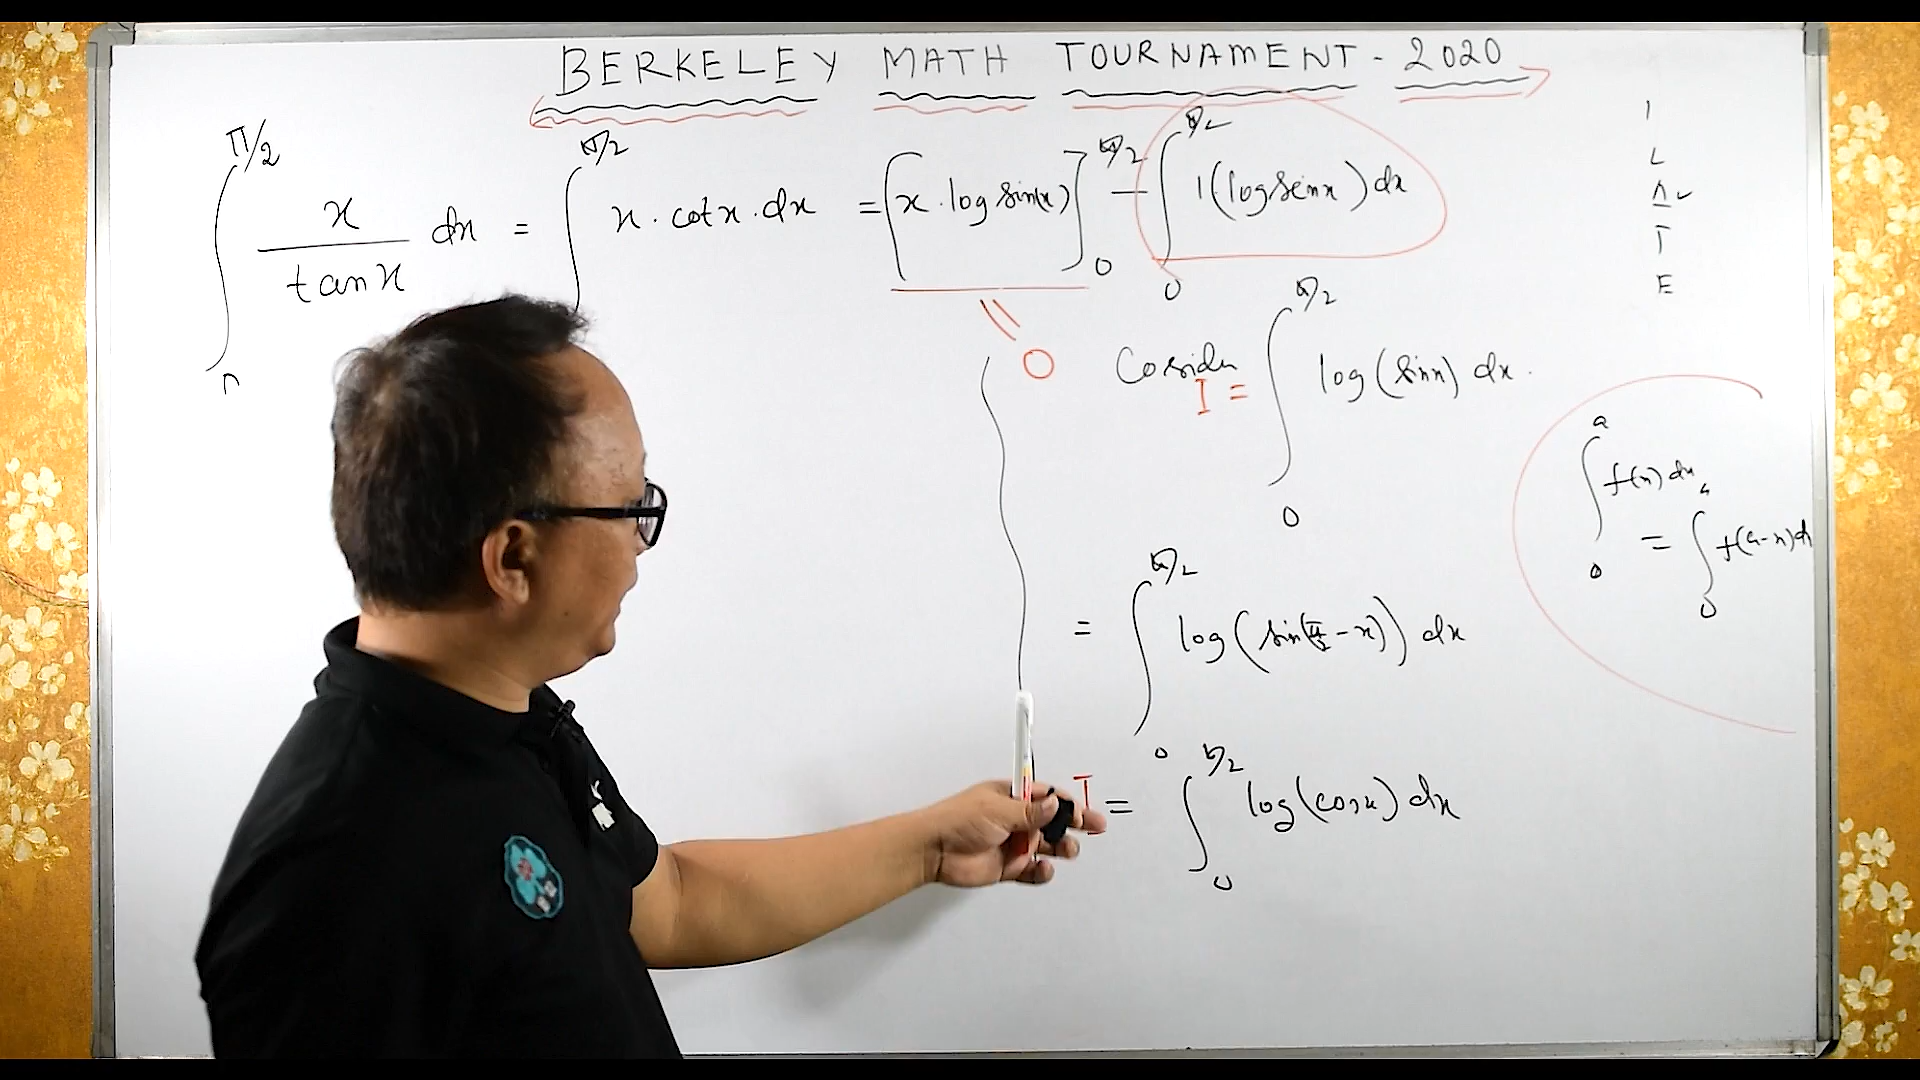 BERKELEY MATH TOURNAMENT - 2020
∫₀^(π/2) x/tan x dx = ∫^(π/2) x · cot x · dx = [x · log sin(x)]₀^(π/2) − ∫₀^(π/2) 1(log sin x) dx
= 0
I
L
A ✓
T
E
Cosider I = ∫₀^(π/2) log(sin x) dx.
∫₀^a f(x) dx
= ∫₀^a f(a-x) dx
= ∫₀^(π/2) log(sin(π/2 − x)) dx
I = ∫₀^(π/2) log(cos x) dx